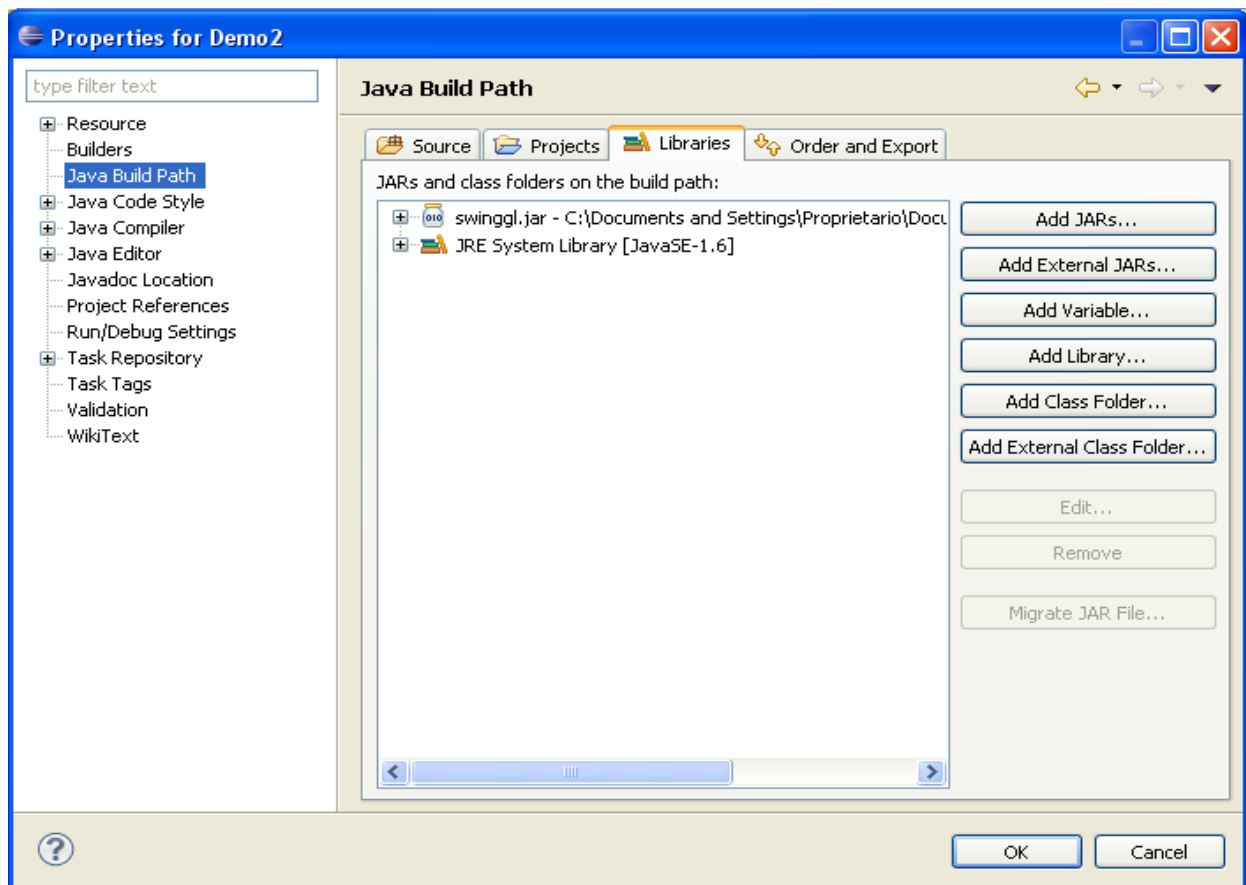 Properties for Demo2
type filter text
Resource
Builders
Java Build Path
Java Code Style
Java Compiler
Java Editor
Javadoc Location
Project References
Run/Debug Settings
Task Repository
Task Tags
Validation
WikiText
Java Build Path
Source Projects Libraries Order and Export
JARs and class folders on the build path:
swinggl.jar - C:\Documents and Settings\Proprietario\Docu
JRE System Library [JavaSE-1.6]
Add JARs...
Add External JARs...
Add Variable...
Add Library...
Add Class Folder...
Add External Class Folder...
Edit...
Remove
Migrate JAR File...
OK Cancel